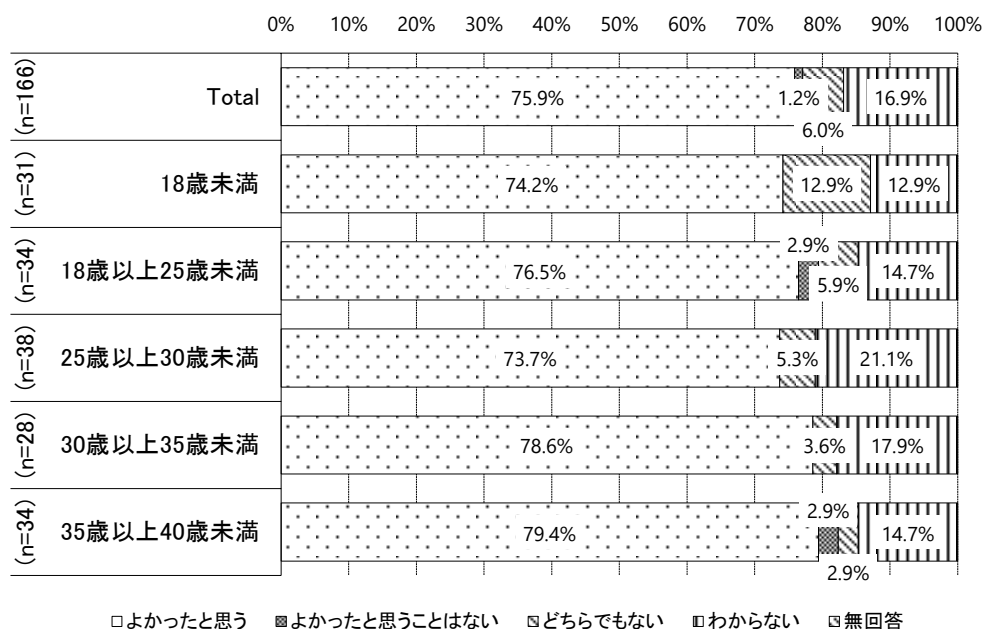 0% 10% 20% 30% 40% 50% 60% 70% 80% 90% 100%
(n=166) Total 75.9% 1.2% 6.0% 16.9%
(n=31) 18歳未満 74.2% 12.9% 12.9%
(n=34) 18歳以上25歳未満 76.5% 2.9% 5.9% 14.7%
(n=38) 25歳以上30歳未満 73.7% 5.3% 21.1%
(n=28) 30歳以上35歳未満 78.6% 3.6% 17.9%
(n=34) 35歳以上40歳未満 79.4% 2.9% 2.9% 14.7%
よかったと思う よかったと思うことはない どちらでもない わからない 無回答